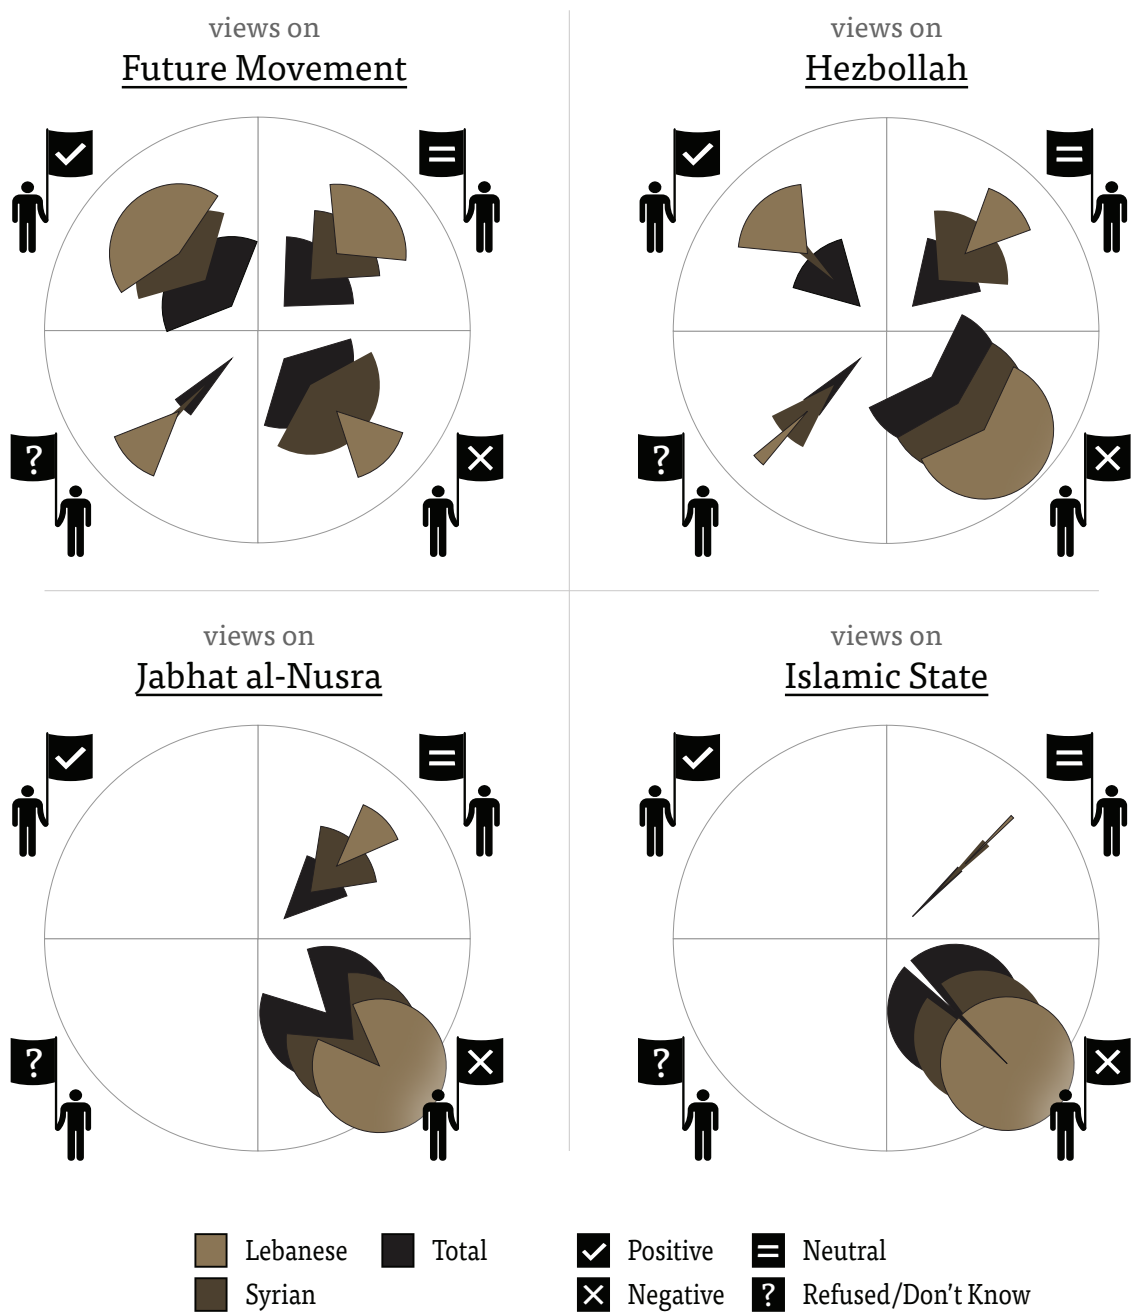 views on
Future Movement
views on
Hezbollah
=
=
?
?
views on
Jabhat al-Nusra
views on
Islamic State
=
=
?
?
Lebanese
Total
Positive
= Neutral
Syrian
Negative
? Refused/Don't Know